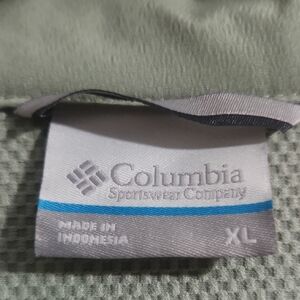 Columbia
Sportswear Company
MADE IN
INDONESIA
XL